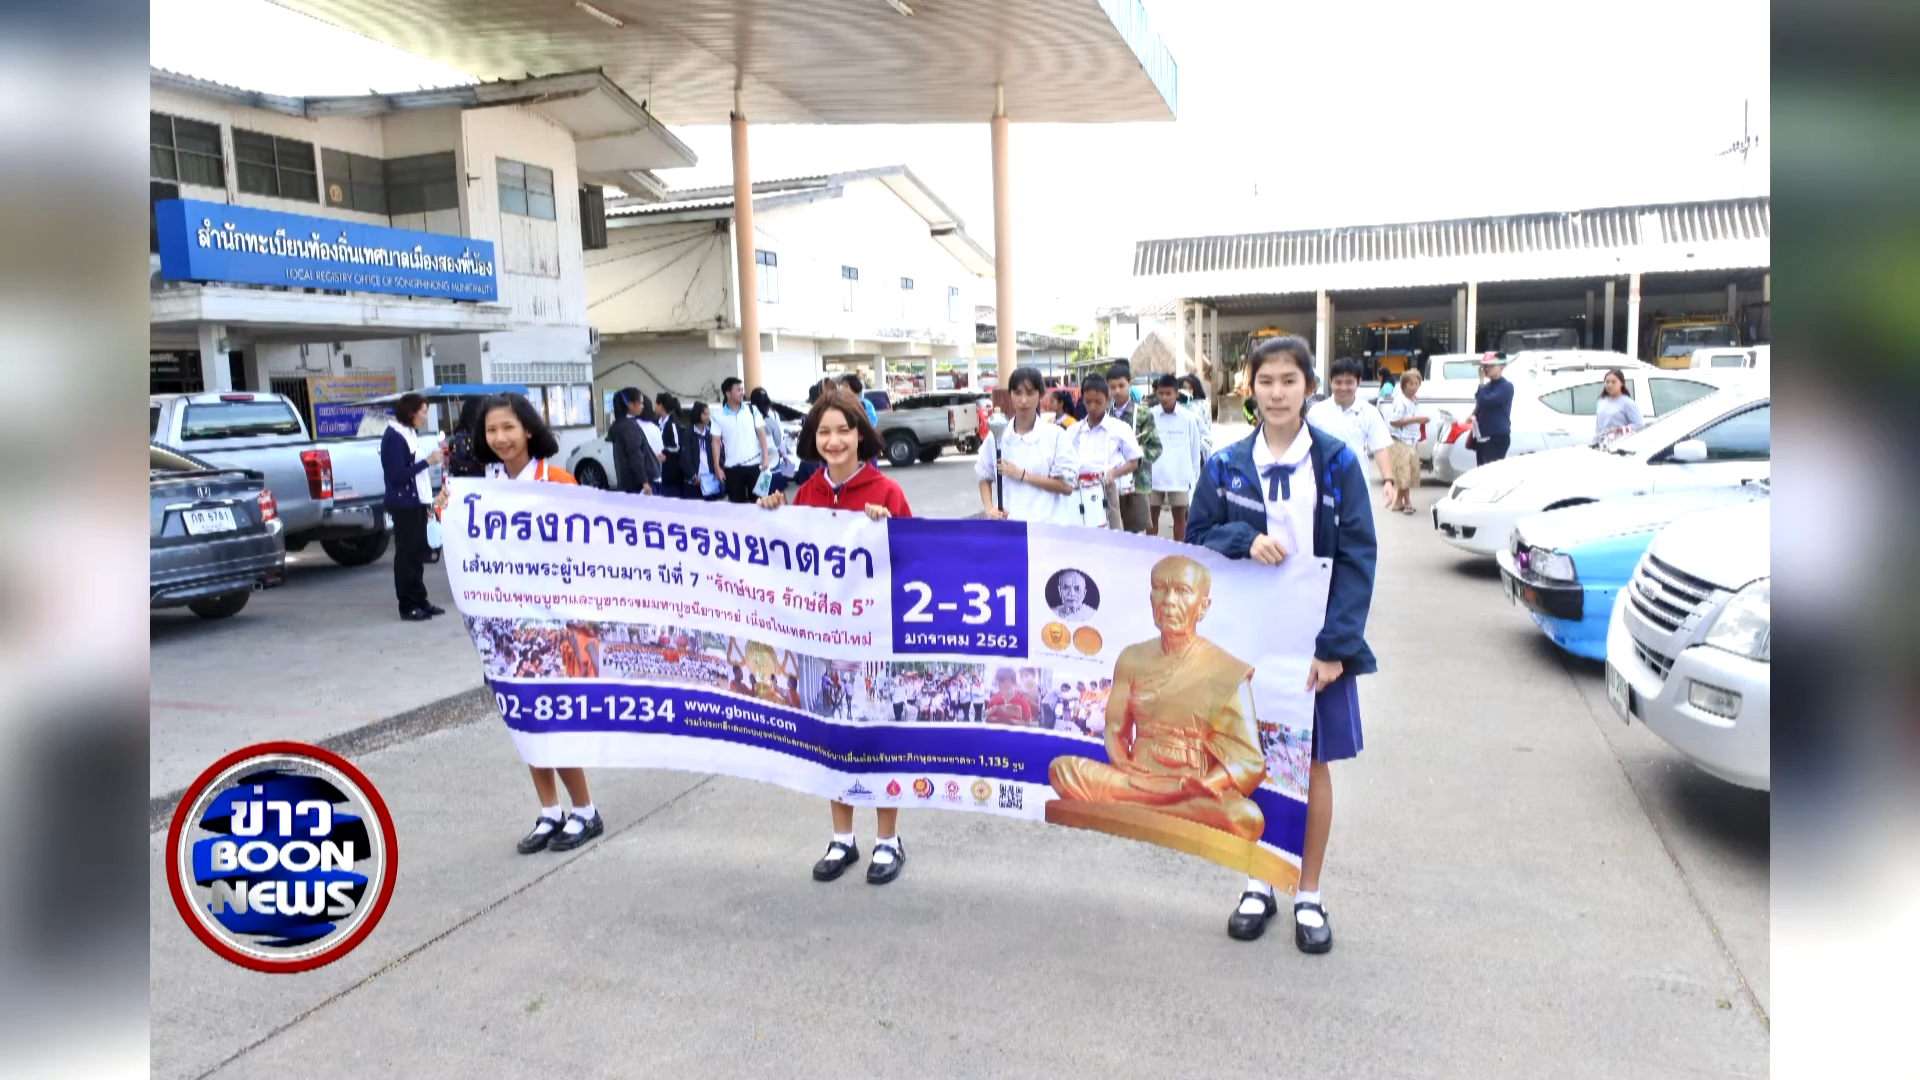 สำนักทะเบียนท้องถิ่นเทศบาลเมืองสองพี่น้อง
LOCAL REGISTRY OFFICE OF SONGPHINONG MUNICIPALITY
กต 6781
โครงการธรรมยาตรา
เส้นทางพระผู้ปราบมาร ปีที่ 7 "รักษ์บวร รักษ์ศีล 5"
ถวายเป็นพุทธบูชาและบูชาธรรมมหาปูชนียาจารย์ เนื่องในเทศกาลปีใหม่
2-31
มกราคม 2562
02-831-1234
www.gbnus.com
1,135 รูป
ข่าว
BOON
NEWS